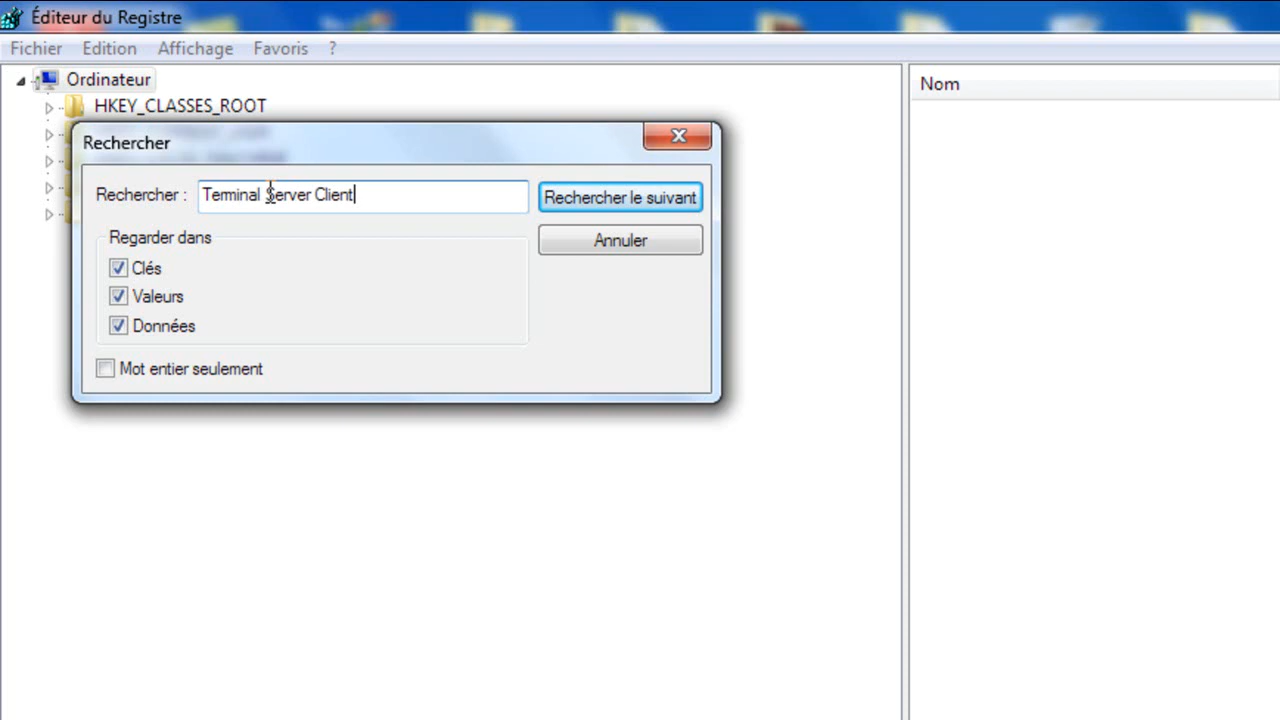 Éditeur du Registre
Fichier Edition Affichage Favoris ?
Ordinateur
Nom
HKEY_CLASSES_ROOT
Rechercher
Rechercher : Terminal Server Client
Rechercher le suivant
Regarder dans
Annuler
Clés
Valeurs
Données
Mot entier seulement